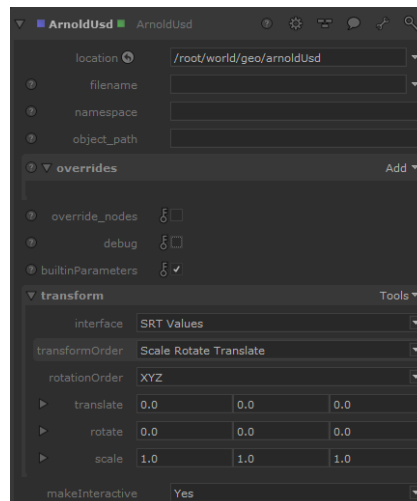 ArnoldUsd ArnoldUsd
location /root/world/geo/arnoldUsd
filename
namespace
object_path
overrides Add
override_nodes
debug
builtinParameters
transform Tools
interface SRT Values
transformOrder Scale Rotate Translate
rotationOrder XYZ
translate 0.0 0.0 0.0
rotate 0.0 0.0 0.0
scale 1.0 1.0 1.0
makeInteractive Yes